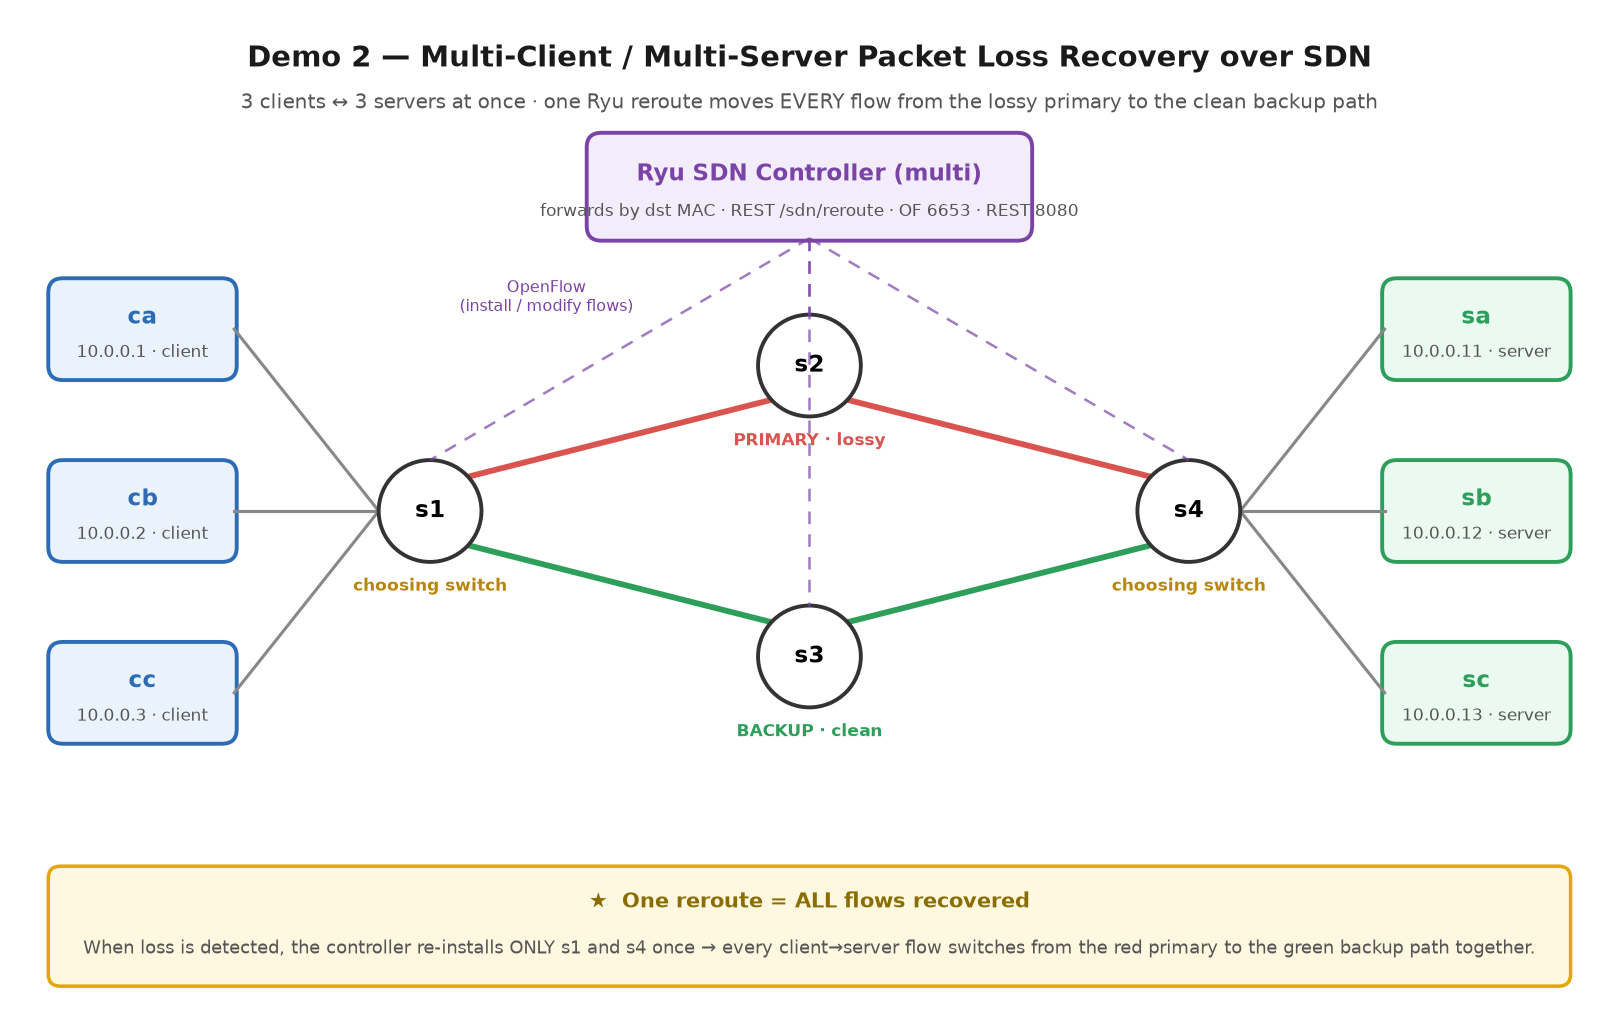 Demo 2 — Multi-Client / Multi-Server Packet Loss Recovery over SDN
3 clients ↔ 3 servers at once · one Ryu reroute moves EVERY flow from the lossy primary to the clean backup path
Ryu SDN Controller (multi)
forwards by dst MAC · REST /sdn/reroute · OF 6653 · REST 8080
OpenFlow
(install / modify flows)
ca
10.0.0.1 · client
s2
sa
10.0.0.11 · server
PRIMARY · lossy
cb
10.0.0.2 · client
s1
s4
sb
10.0.0.12 · server
choosing switch
choosing switch
s3
cc
10.0.0.3 · client
sc
10.0.0.13 · server
BACKUP · clean
★ One reroute = ALL flows recovered
When loss is detected, the controller re-installs ONLY s1 and s4 once → every client→server flow switches from the red primary to the green backup path together.